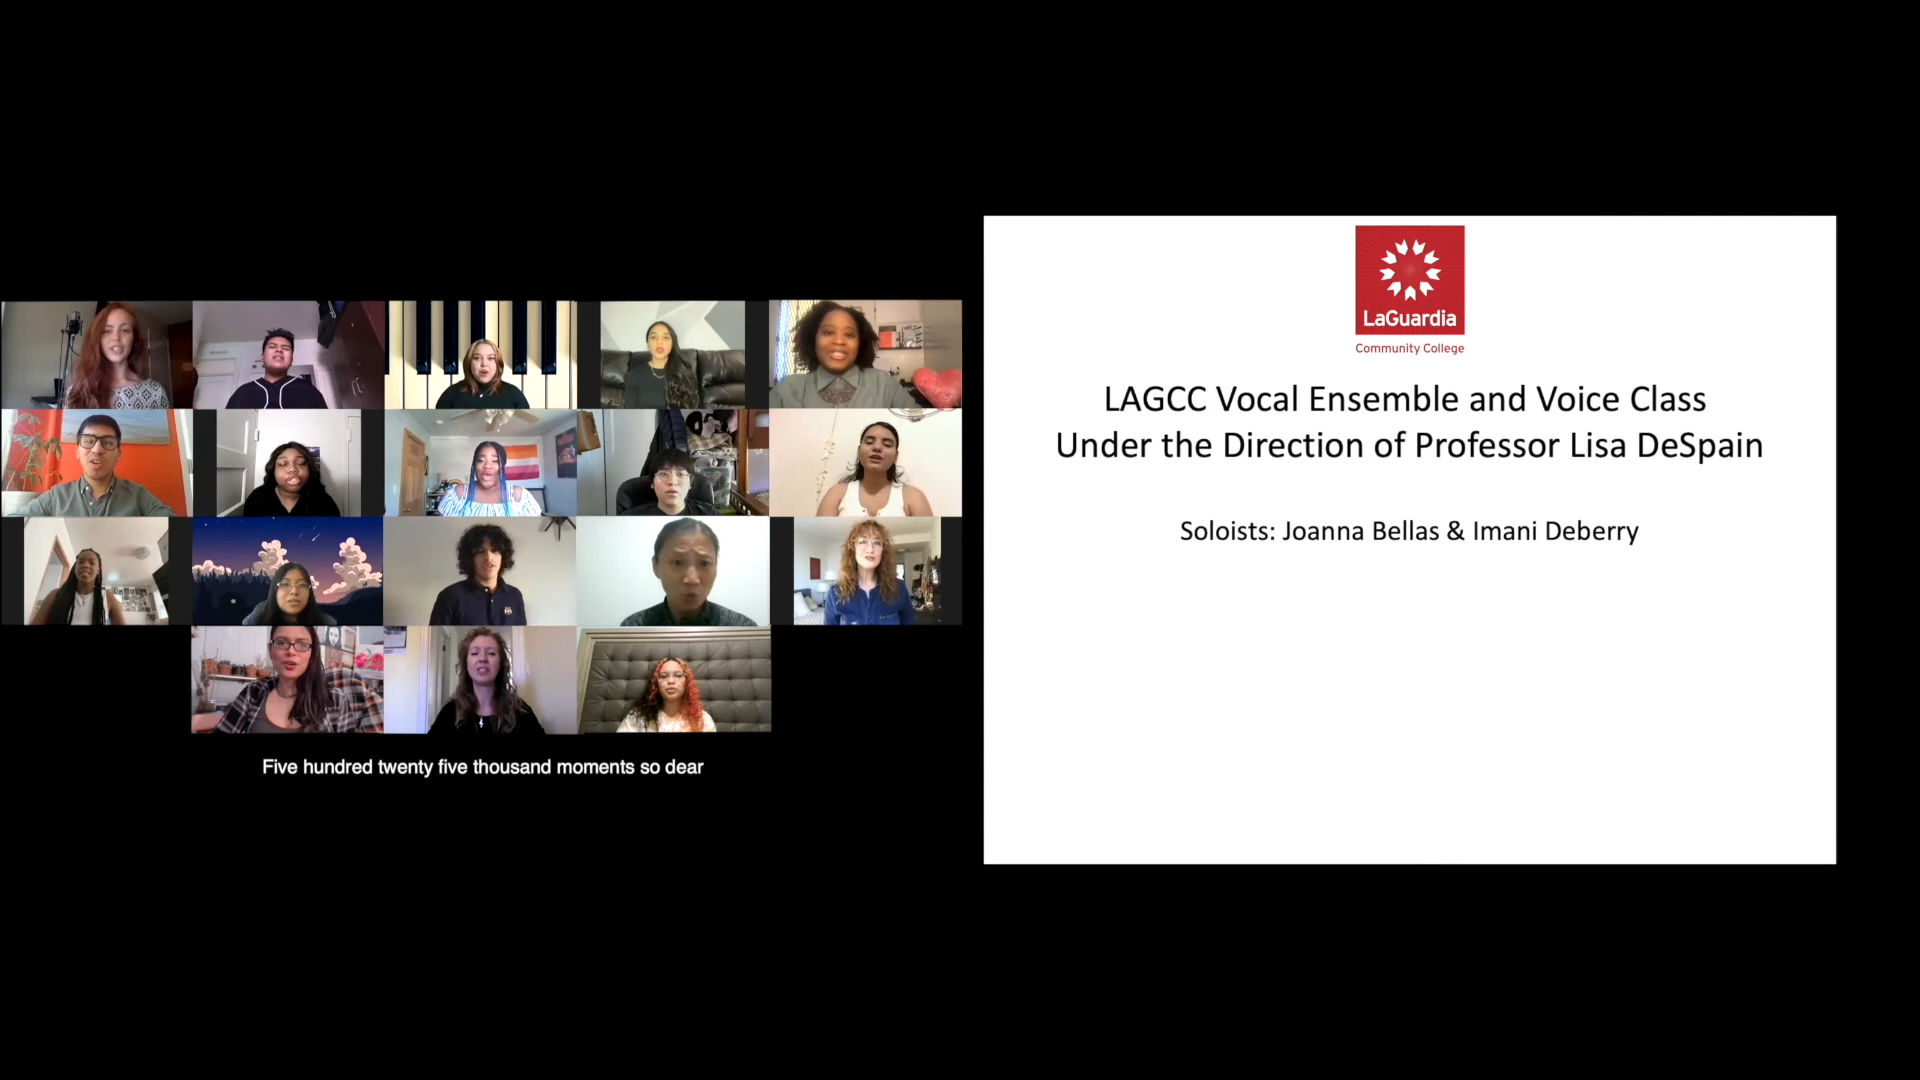 LaGuardia
Community College
LAGCC Vocal Ensemble and Voice Class
Under the Direction of Professor Lisa DeSpain
Soloists: Joanna Bellas & Imani Deberry
Five hundred twenty five thousand moments so dear